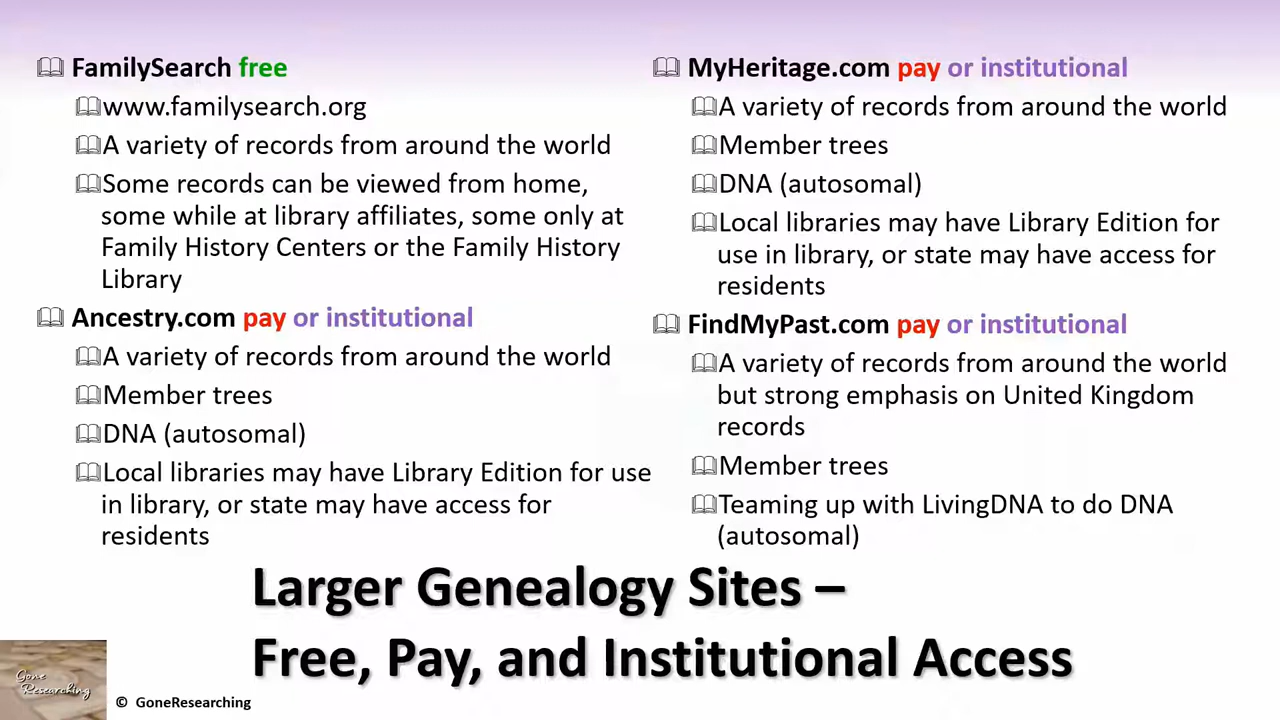 FamilySearch free
www.familysearch.org
A variety of records from around the world
Some records can be viewed from home,
some while at library affiliates, some only at
Family History Centers or the Family History
Library
Ancestry.com pay or institutional
A variety of records from around the world
Member trees
DNA (autosomal)
Local libraries may have Library Edition for use
in library, or state may have access for
residents
MyHeritage.com pay or institutional
A variety of records from around the world
Member trees
DNA (autosomal)
Local libraries may have Library Edition for
use in library, or state may have access for
residents
FindMyPast.com pay or institutional
A variety of records from around the world
but strong emphasis on United Kingdom
records
Member trees
Teaming up with LivingDNA to do DNA
(autosomal)
Larger Genealogy Sites –
Free, Pay, and Institutional Access
Gone
Researching
© GoneResearching